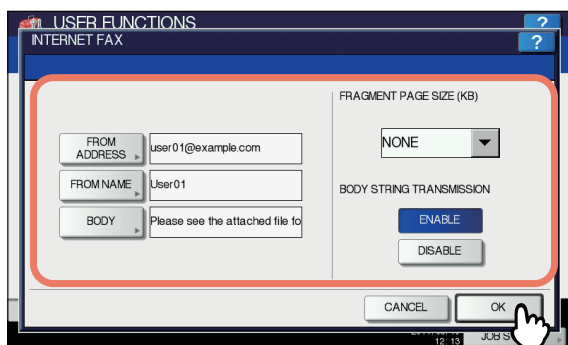 USER FUNCTIONS
?
INTERNET FAX
?
FRAGMENT PAGE SIZE (KB)
FROM
ADDRESS
user01@example.com
NONE
FROM NAME
User01
BODY STRING TRANSMISSION
BODY
Please see the attached file fo
ENABLE
DISABLE
CANCEL
OK
12:13
JOB S